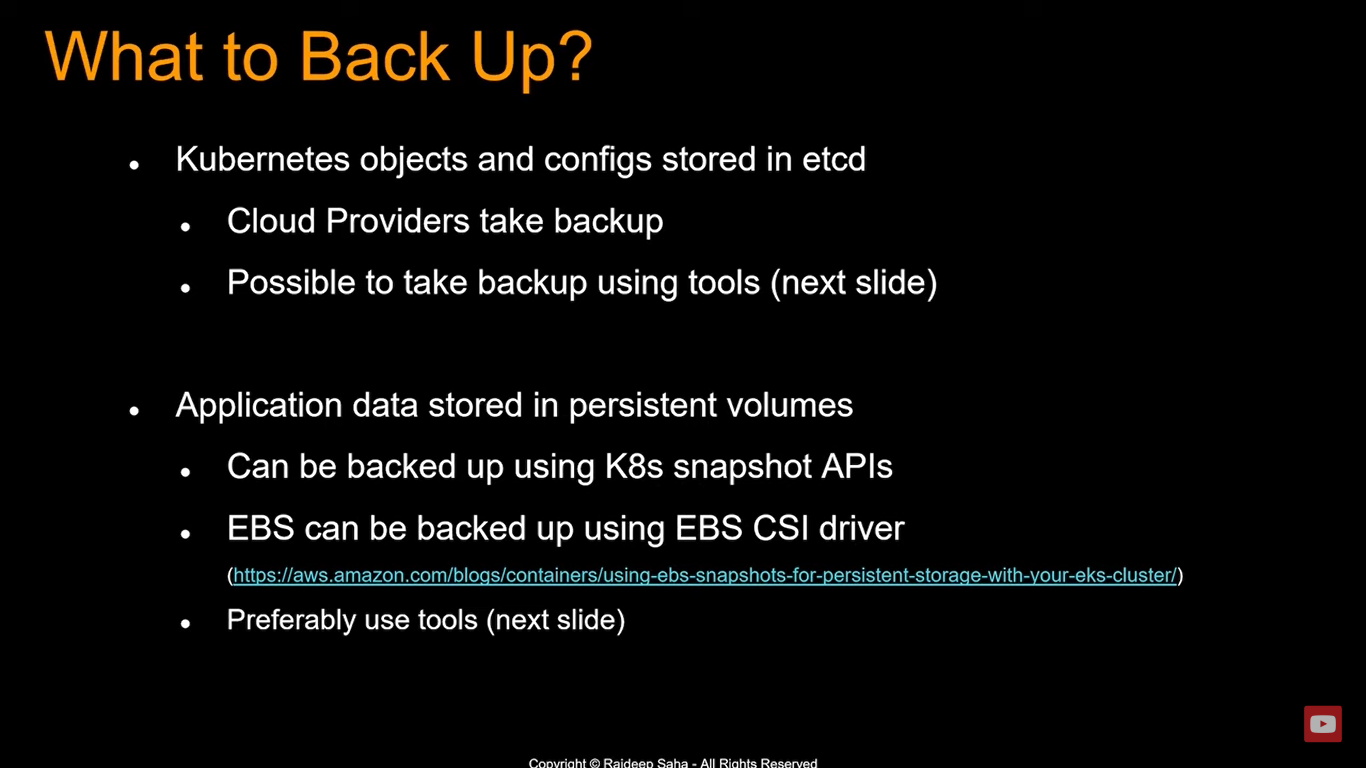 What to Back Up?
Kubernetes objects and configs stored in etcd
Cloud Providers take backup
Possible to take backup using tools (next slide)
Application data stored in persistent volumes
Can be backed up using K8s snapshot APIs
EBS can be backed up using EBS CSI driver
(https://aws.amazon.com/blogs/containers/using-ebs-snapshots-for-persistent-storage-with-your-eks-cluster/)
Preferably use tools (next slide)
Copyright © Rajdeep Saha - All Rights Reserved